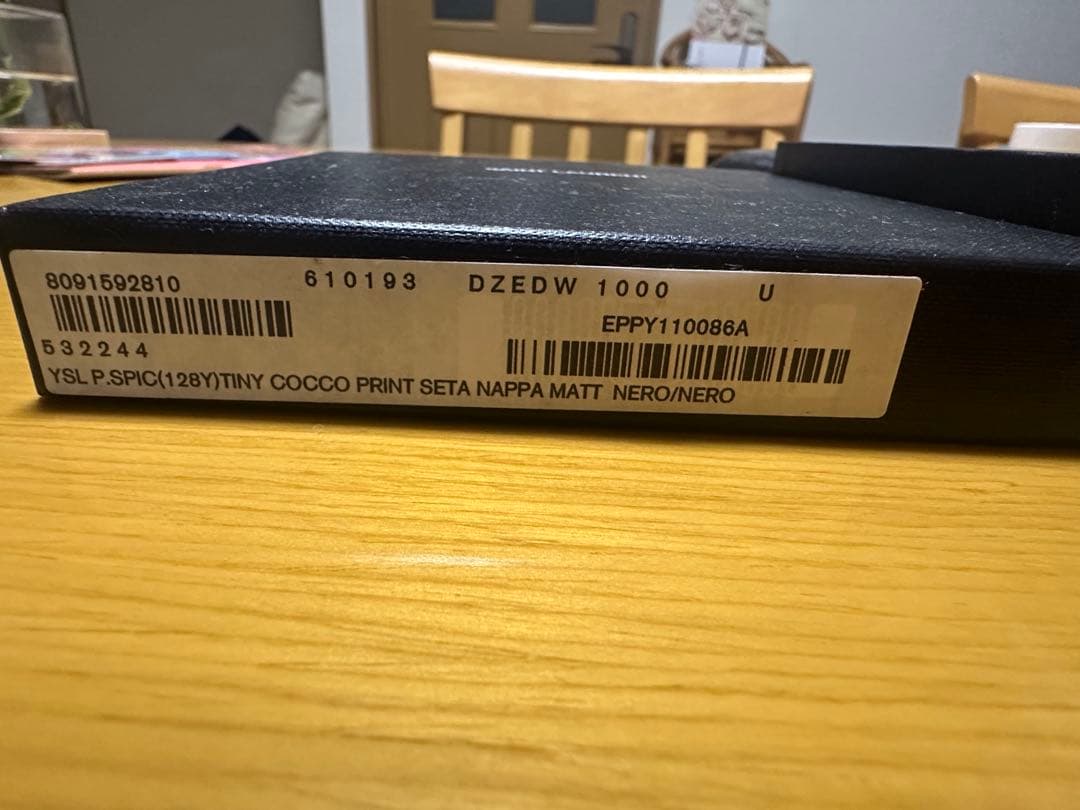 8091592810 610193 DZEDW 1000 U
EPPY110086A
532244
YSL P.SPIC(128Y)TINY COCCO PRINT SETA NAPPA MATT NERO/NERO